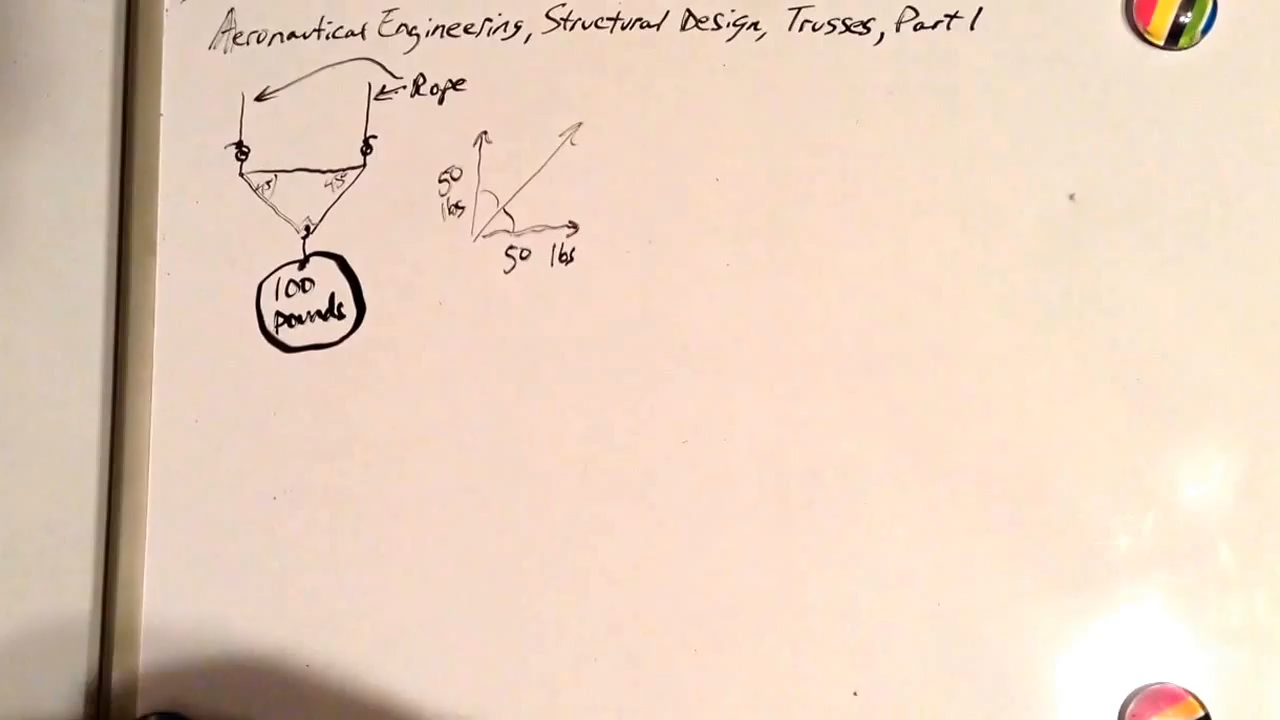 Aeronautical Engineering, Structural Design, Trusses, Part 1
Rope
45 45
50
lbs
50 lbs
100
pounds